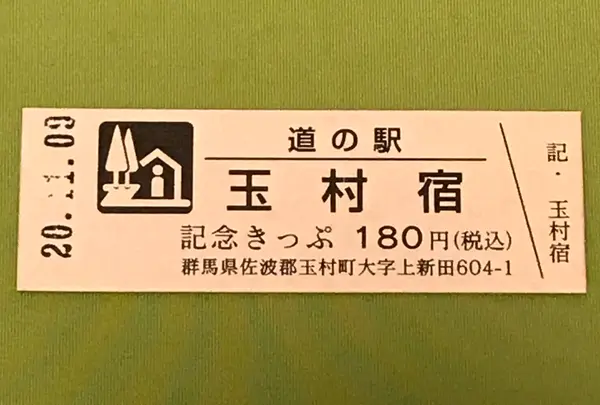 20.11.09
道の駅
玉村宿
記念きっぷ 180円(税込)
群馬県佐波郡玉村町大字上新田604-1
記・玉村宿